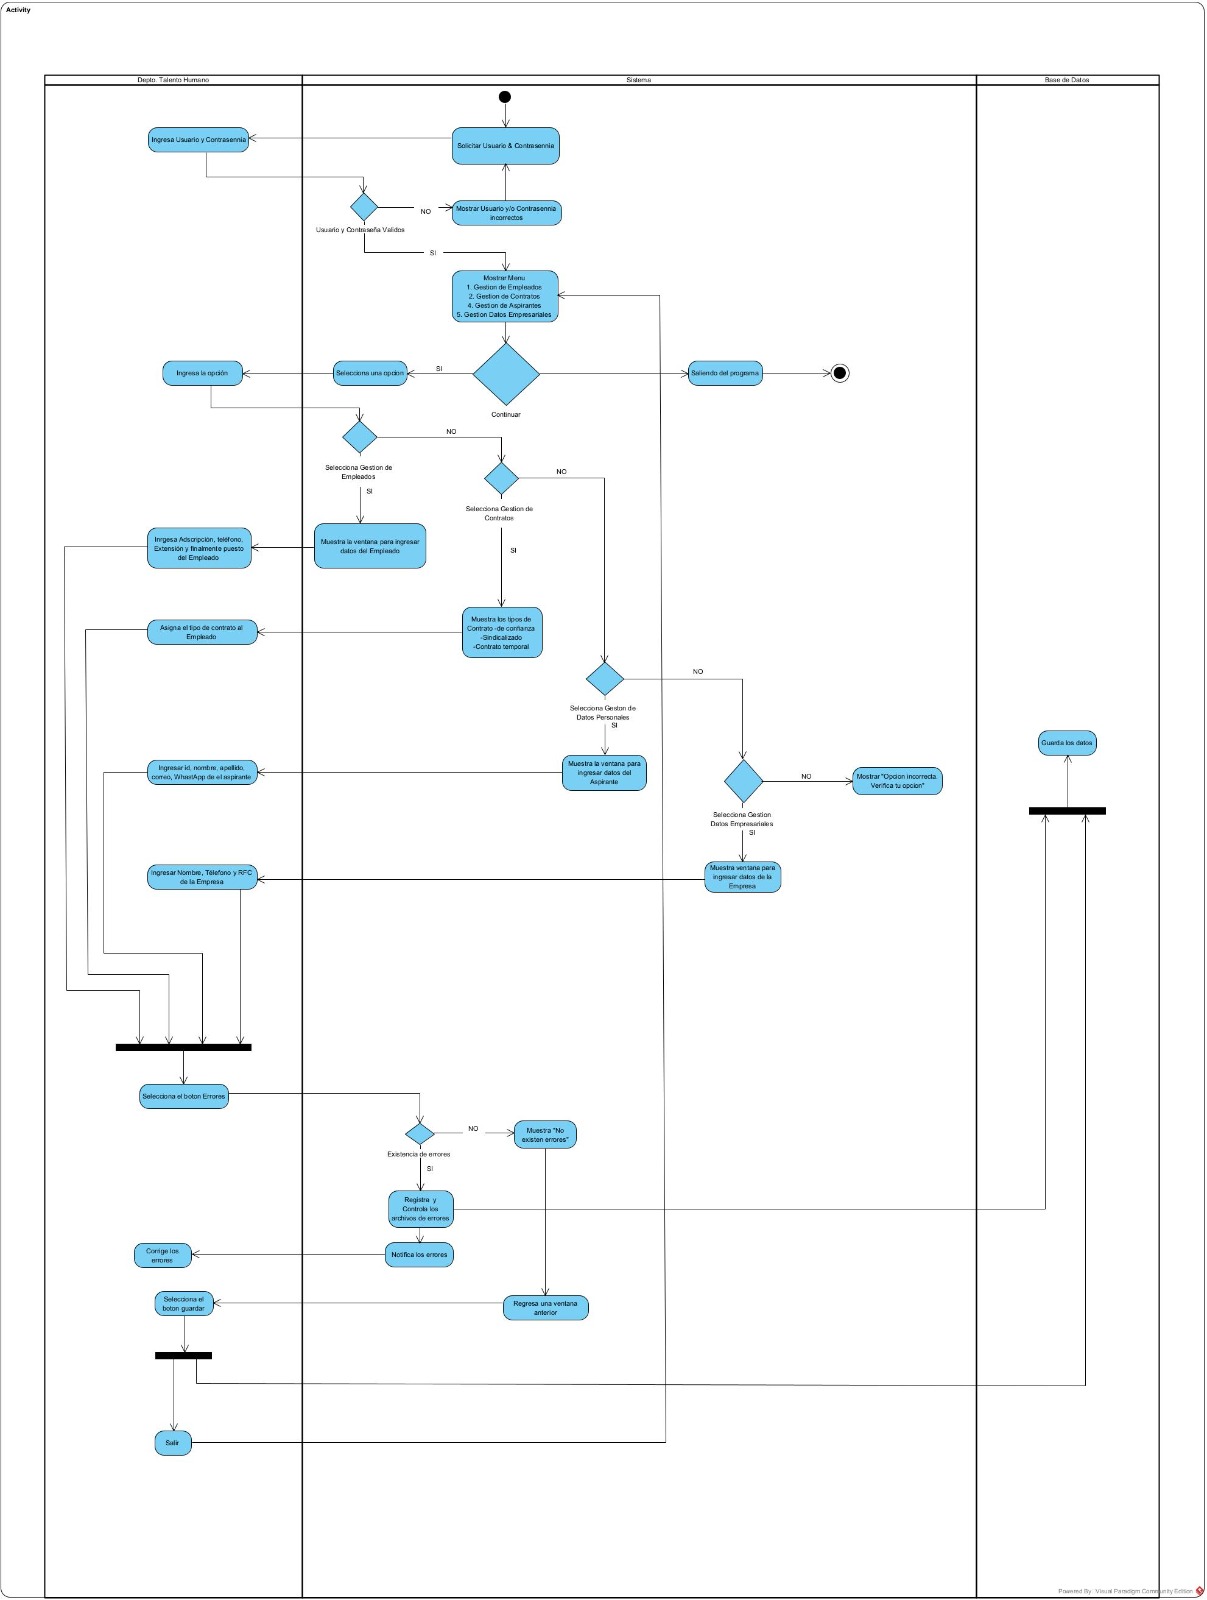 Activity
Depto. Talento Humano
Sistema
Base de Datos
Ingresa Usuario y Contrasennia
Solicitar Usuario & Contrasennia
NO
Mostrar Usuario y/o Contrasennia
incorrectos
Usuario y Contraseña Validos
SI
Mostrar Menu
1. Gestion de Empleados
2. Gestion de Contratos
4. Gestion de Aspirantes
5. Gestion Datos Empresariales
Ingresa la opción
Selecciona una opcion
SI
Saliendo del programa
Continuar
NO
Selecciona Gestion de
Empleados
SI
NO
Selecciona Gestion de
Contratos
SI
Inrgesa Adscripción, teléfono,
Extensión y finalmente puesto
del Empleado
Muestra la ventana para ingresar
datos del Empleado
Asigna el tipo de contrato al
Empleado
Muestra los tipos de
Contrato -de confianza
-Sindicalizado
-Contrato temporal
NO
Selecciona Geston de
Datos Personales
SI
Guarda los datos
Ingresar id, nombre, apellido,
correo, WhastApp de el aspirante
Muestra la ventana para
ingresar datos del
Aspirante
NO
Mostrar "Opcion incorrecta.
Verifica tu opcion"
Selecciona Gestion
Datos Empresariales
SI
Ingresar Nombre, Télefono y RFC
de la Empresa
Muestra ventana para
ingresar datos de la
Empresa
Selecciona el boton Errores
NO
Muestra "No
existen errores"
Existencia de errores
SI
Registra y
Controla los
archivos de errores
Corrige los
errores
Notifica los errores
Selecciona el
boton guardar
Regresa una ventana
anterior
Salir
Powered By Visual Paradigm Community Edition